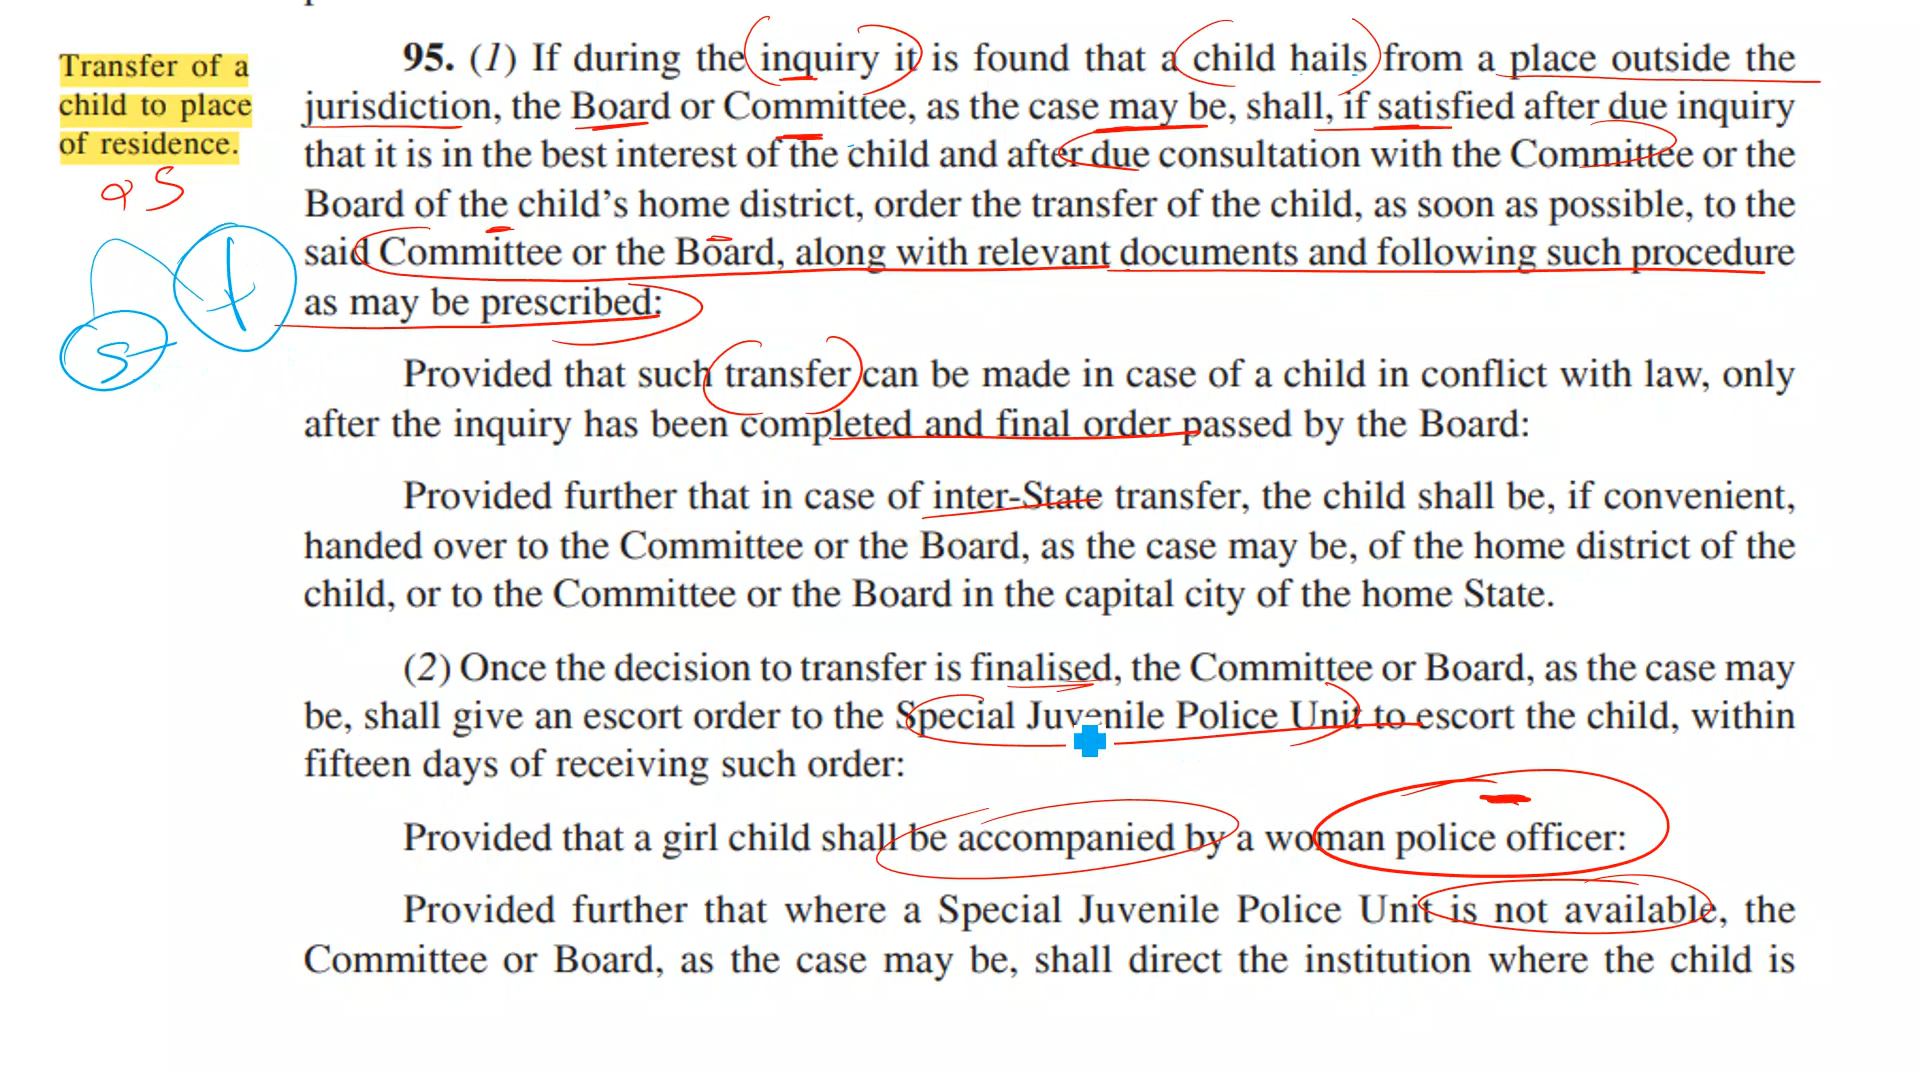 Transfer of a
child to place
of residence.
95
S
95. (1) If during the inquiry it is found that a child hails from a place outside the
jurisdiction, the Board or Committee, as the case may be, shall, if satisfied after due inquiry
that it is in the best interest of the child and after due consultation with the Committee or the
Board of the child’s home district, order the transfer of the child, as soon as possible, to the
said Committee or the Board, along with relevant documents and following such procedure
as may be prescribed:
Provided that such transfer can be made in case of a child in conflict with law, only
after the inquiry has been completed and final order passed by the Board:
Provided further that in case of inter-State transfer, the child shall be, if convenient,
handed over to the Committee or the Board, as the case may be, of the home district of the
child, or to the Committee or the Board in the capital city of the home State.
(2) Once the decision to transfer is finalised, the Committee or Board, as the case may
be, shall give an escort order to the Special Juvenile Police Unit to escort the child, within
fifteen days of receiving such order:
Provided that a girl child shall be accompanied by a woman police officer:
Provided further that where a Special Juvenile Police Unit is not available, the
Committee or Board, as the case may be, shall direct the institution where the child is